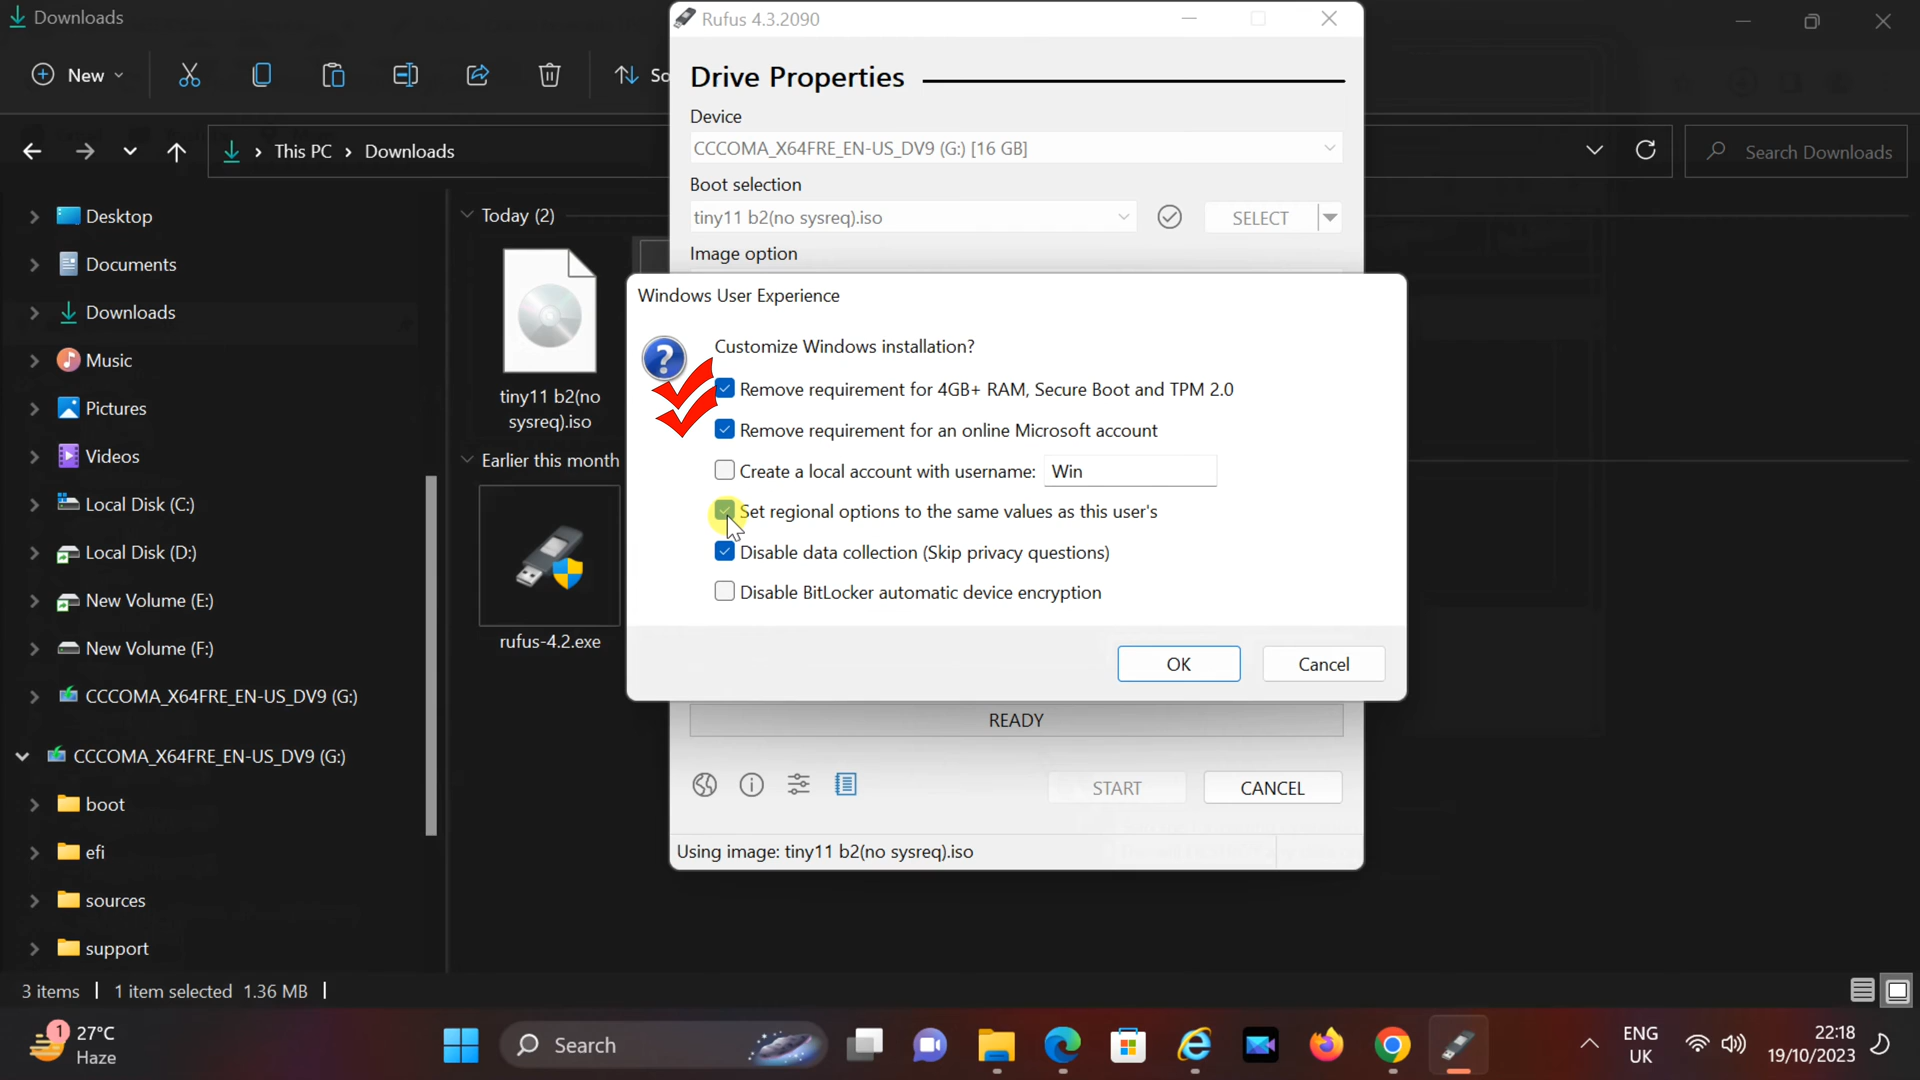 Downloads
New
So
This PC
Downloads
Search Downloads
Desktop
Documents
Downloads
Music
Pictures
Videos
Local Disk (C:)
Local Disk (D:)
New Volume (E:)
New Volume (F:)
CCCOMA_X64FRE_EN-US_DV9 (G:)
CCCOMA_X64FRE_EN-US_DV9 (G:)
boot
efi
sources
support
Today (2)
tiny11 b2(no
sysreq).iso
Earlier this month
rufus-4.2.exe
Rufus 4.3.2090
Drive Properties
Device
CCCOMA_X64FRE_EN-US_DV9 (G:) [16 GB]
Boot selection
tiny11 b2(no sysreq).iso
SELECT
Image option
Windows User Experience
Customize Windows installation?
Remove requirement for 4GB+ RAM, Secure Boot and TPM 2.0
Remove requirement for an online Microsoft account
Create a local account with username: Win
Set regional options to the same values as this user's
Disable data collection (Skip privacy questions)
Disable BitLocker automatic device encryption
OK
Cancel
READY
START
CANCEL
Using image: tiny11 b2(no sysreq).iso
3 items
1 item selected 1.36 MB
1
27°C
Haze
Search
ENG
UK
22:18
19/10/2023